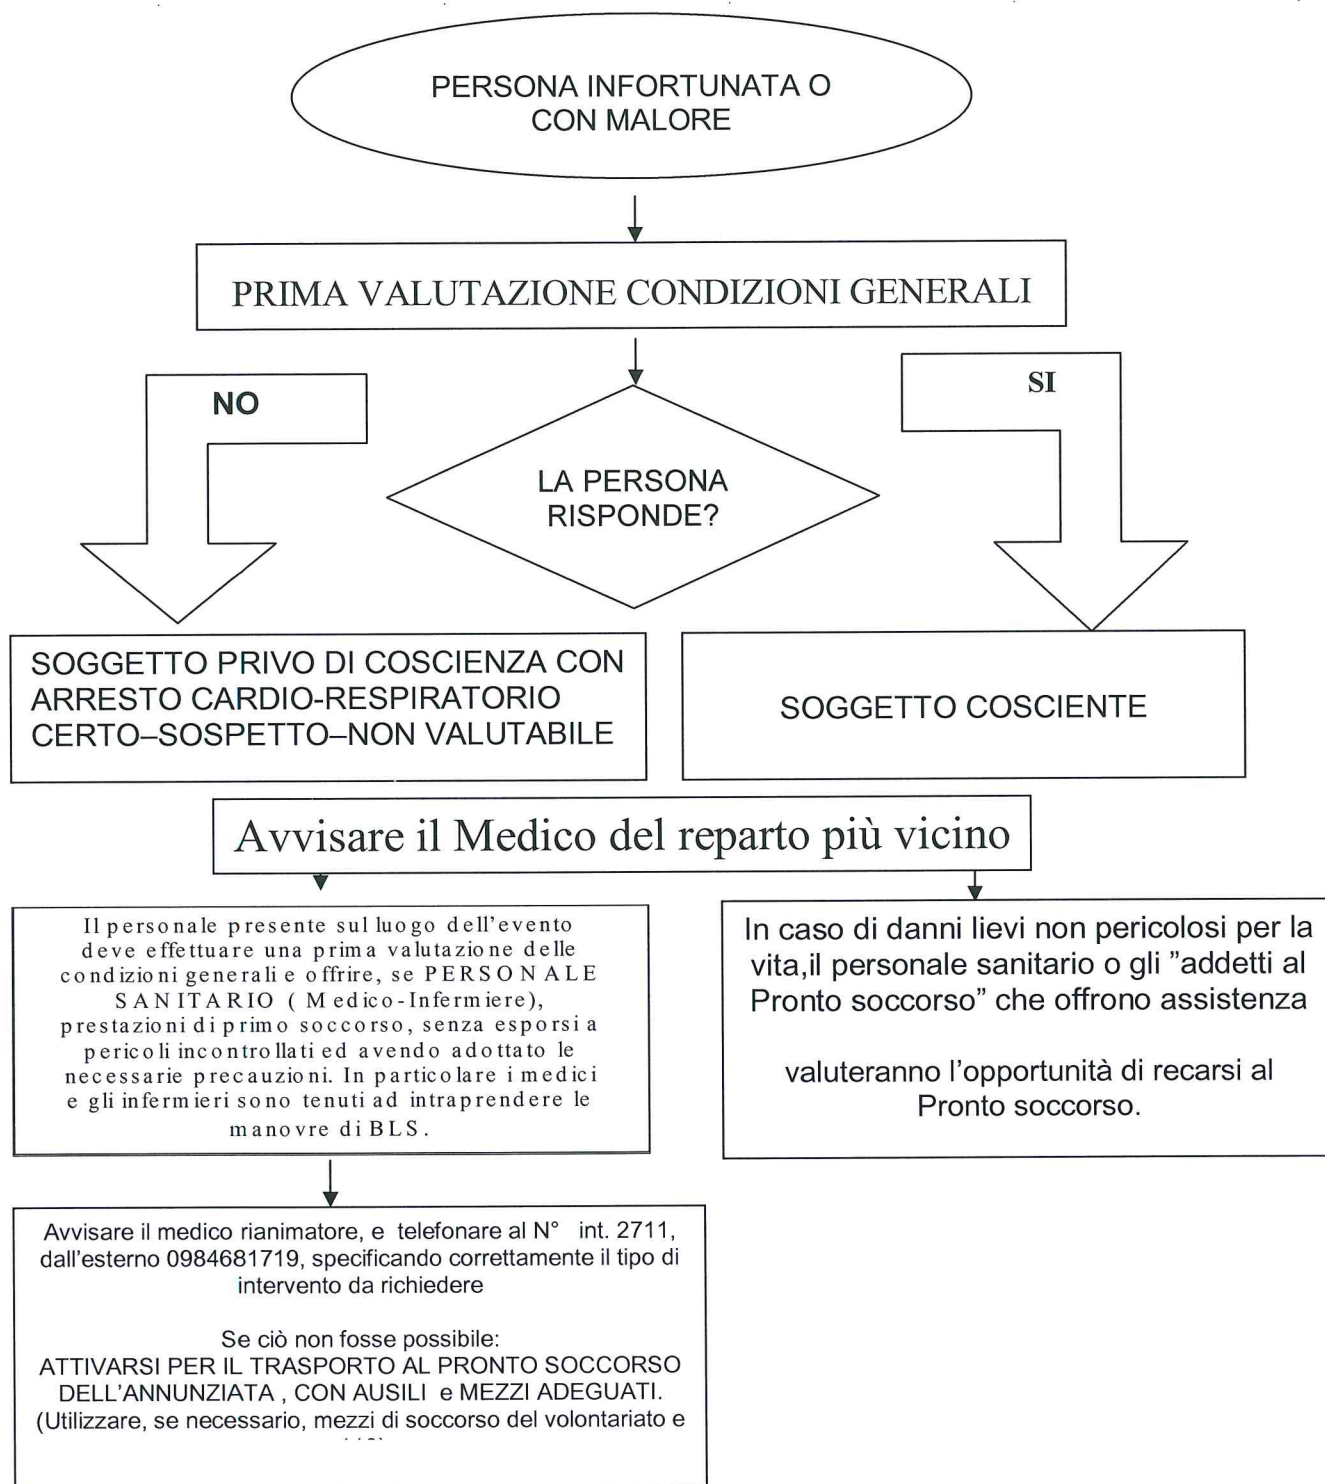 PERSONA INFORTUNATA O
CON MALORE
PRIMA VALUTAZIONE CONDIZIONI GENERALI
NO
SI
LA PERSONA
RISPONDE?
SOGGETTO PRIVO DI COSCIENZA CON
ARRESTO CARDIO-RESPIRATORIO
CERTO–SOSPETTO–NON VALUTABILE
SOGGETTO COSCIENTE
Avvisare il Medico del reparto più vicino
Il personale presente sul luogo dell'evento
deve effettuare una prima valutazione delle
condizioni generali e offrire, se PERSONALE
SANITARIO ( Medico-Infermiere),
prestazioni di primo soccorso, senza esporsi a
pericoli incontrollati ed avendo adottato le
necessarie precauzioni. In particolare i medici
e gli infermieri sono tenuti ad intraprendere le
manovre di BLS.
In caso di danni lievi non pericolosi per la
vita,il personale sanitario o gli "addetti al
Pronto soccorso" che offrono assistenza
valuteranno l'opportunità di recarsi al
Pronto soccorso.
Avvisare il medico rianimatore, e telefonare al N° int. 2711,
dall'esterno 0984681719, specificando correttamente il tipo di
intervento da richiedere
Se ciò non fosse possibile:
ATTIVARSI PER IL TRASPORTO AL PRONTO SOCCORSO
DELL'ANNUNZIATA , CON AUSILI e MEZZI ADEGUATI.
(Utilizzare, se necessario, mezzi di soccorso del volontariato e